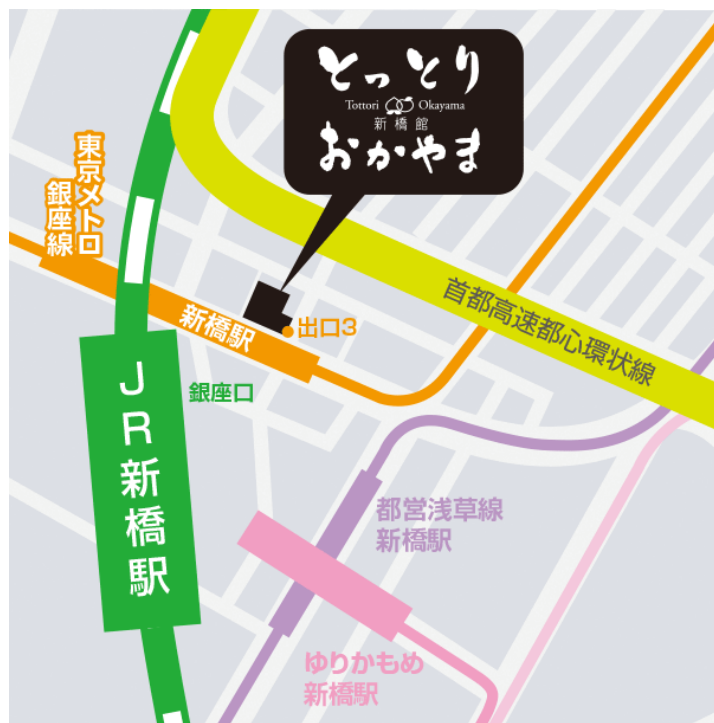 とっとり
Tottori Okayama
新橋館
おかやま
東京メトロ
銀座線
首都高速都心環状線
新橋駅
出口3
銀座口
JR新橋駅
都営浅草線
新橋駅
ゆりかもめ
新橋駅